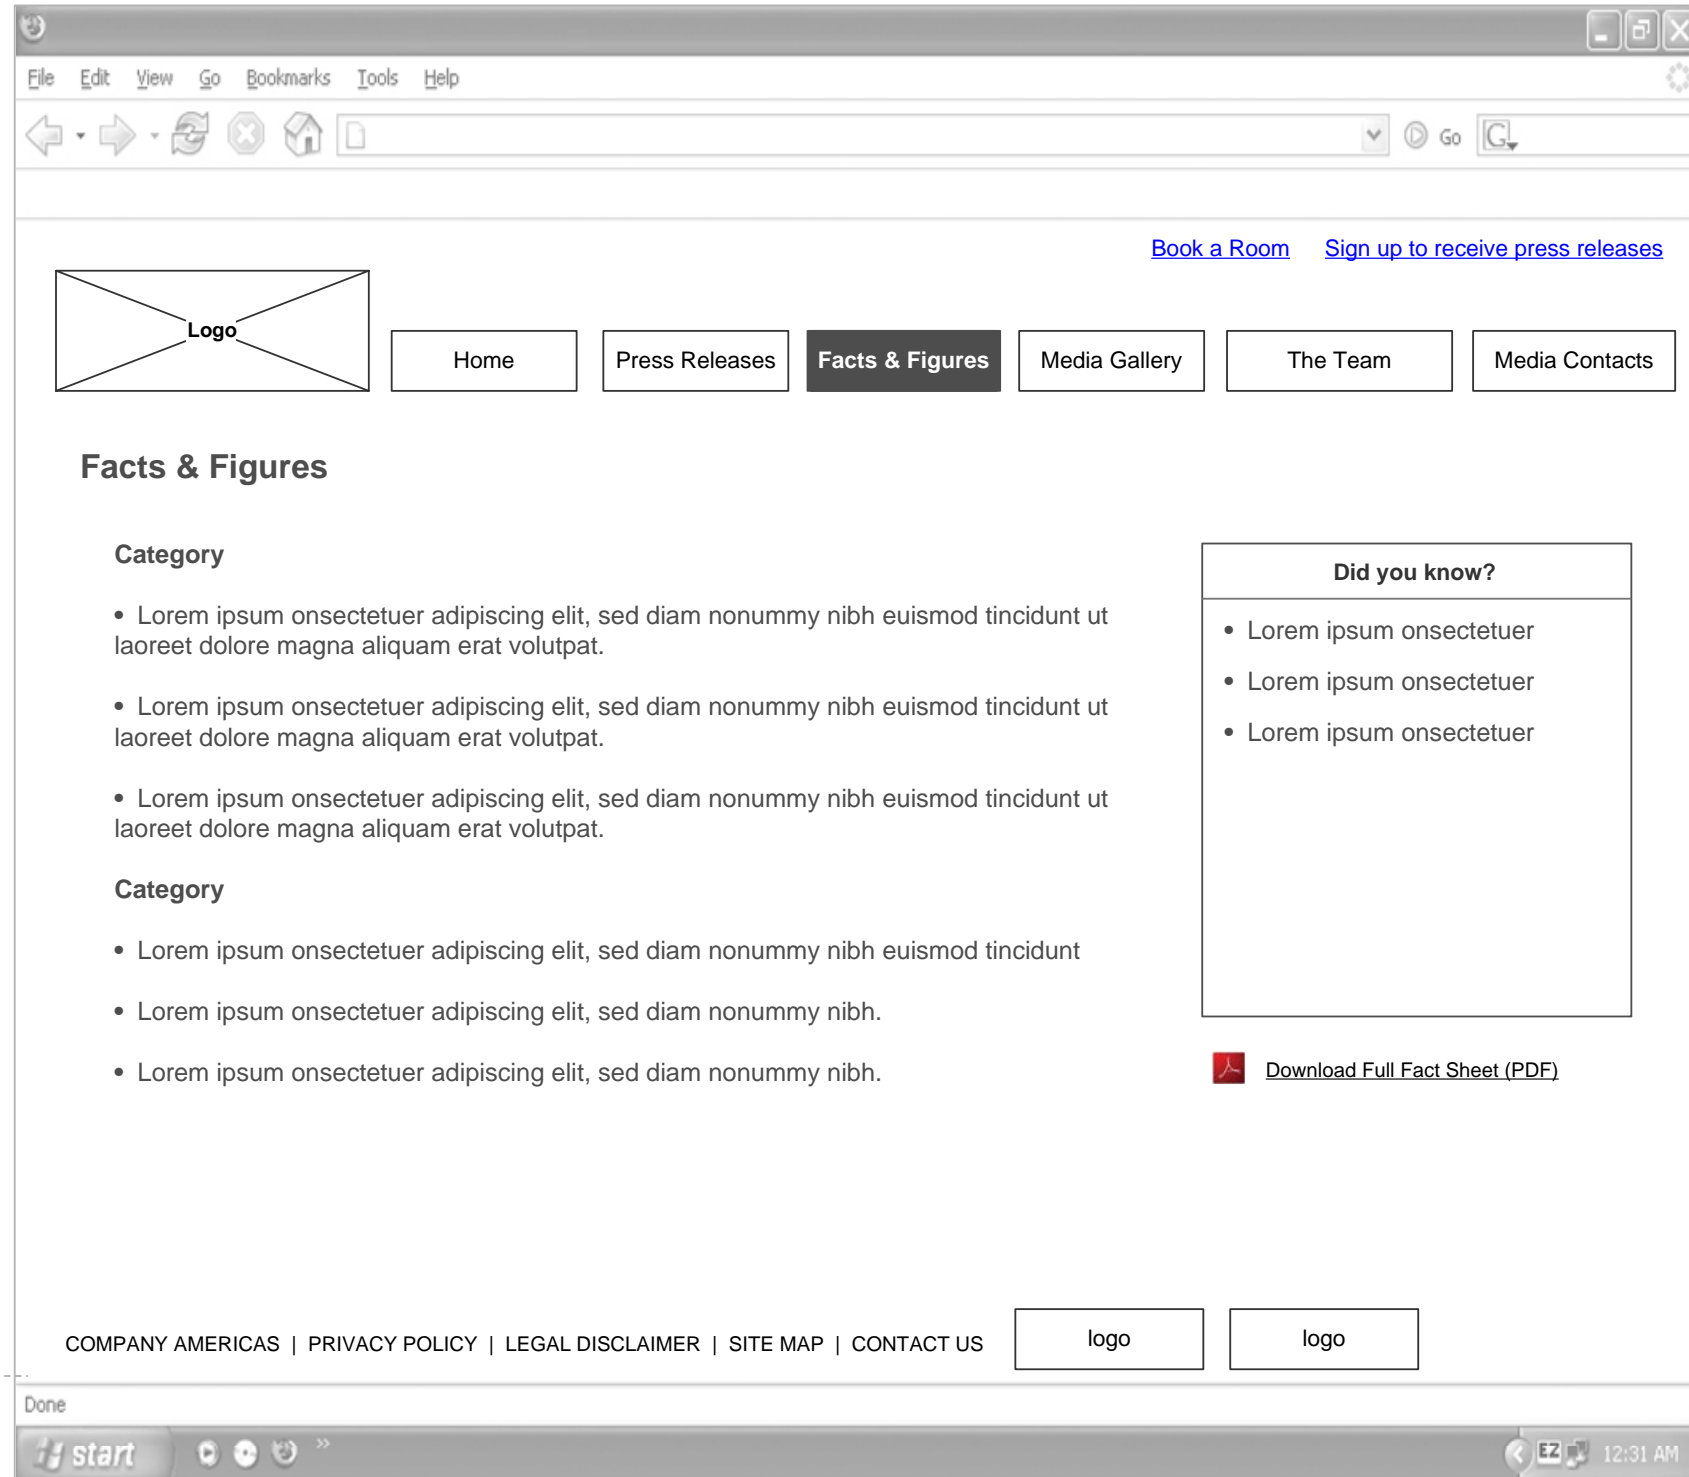 File Edit View Go Bookmarks Tools Help
Go G
Book a Room Sign up to receive press releases
Logo
Home Press Releases Facts & Figures Media Gallery The Team Media Contacts
Facts & Figures
Category
• Lorem ipsum onsectetuer adipiscing elit, sed diam nonummy nibh euismod tincidunt ut
laoreet dolore magna aliquam erat volutpat.
• Lorem ipsum onsectetuer adipiscing elit, sed diam nonummy nibh euismod tincidunt ut
laoreet dolore magna aliquam erat volutpat.
• Lorem ipsum onsectetuer adipiscing elit, sed diam nonummy nibh euismod tincidunt ut
laoreet dolore magna aliquam erat volutpat.
Category
• Lorem ipsum onsectetuer adipiscing elit, sed diam nonummy nibh euismod tincidunt
• Lorem ipsum onsectetuer adipiscing elit, sed diam nonummy nibh.
• Lorem ipsum onsectetuer adipiscing elit, sed diam nonummy nibh.
Did you know?
• Lorem ipsum onsectetuer
• Lorem ipsum onsectetuer
• Lorem ipsum onsectetuer
Download Full Fact Sheet (PDF)
COMPANY AMERICAS | PRIVACY POLICY | LEGAL DISCLAIMER | SITE MAP | CONTACT US
logo logo
Done
start » EZ 12:31 AM